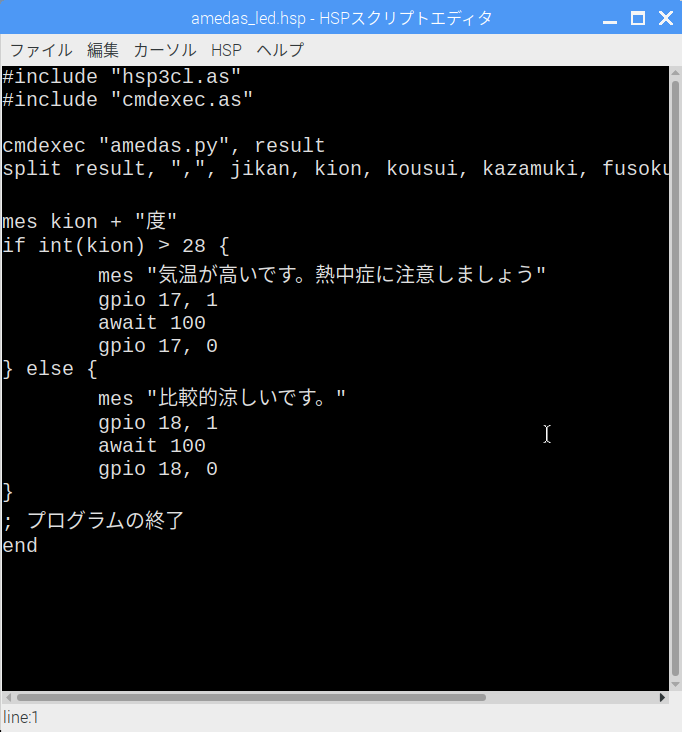 amedas_led.hsp - HSPスクリプトエディタ
ファイル 編集 カーソル HSP ヘルプ
#include "hsp3cl.as"
#include "cmdexec.as"
cmdexec "amedas.py", result
split result, ",", jikan, kion, kousui, kazamuki, fusoku
mes kion + "度"
if int(kion) > 28 {
mes "気温が高いです。熱中症に注意しましょう"
gpio 17, 1
await 100
gpio 17, 0
} else {
mes "比較的涼しいです。"
gpio 18, 1
await 100
gpio 18, 0
}
; プログラムの終了
end
line:1